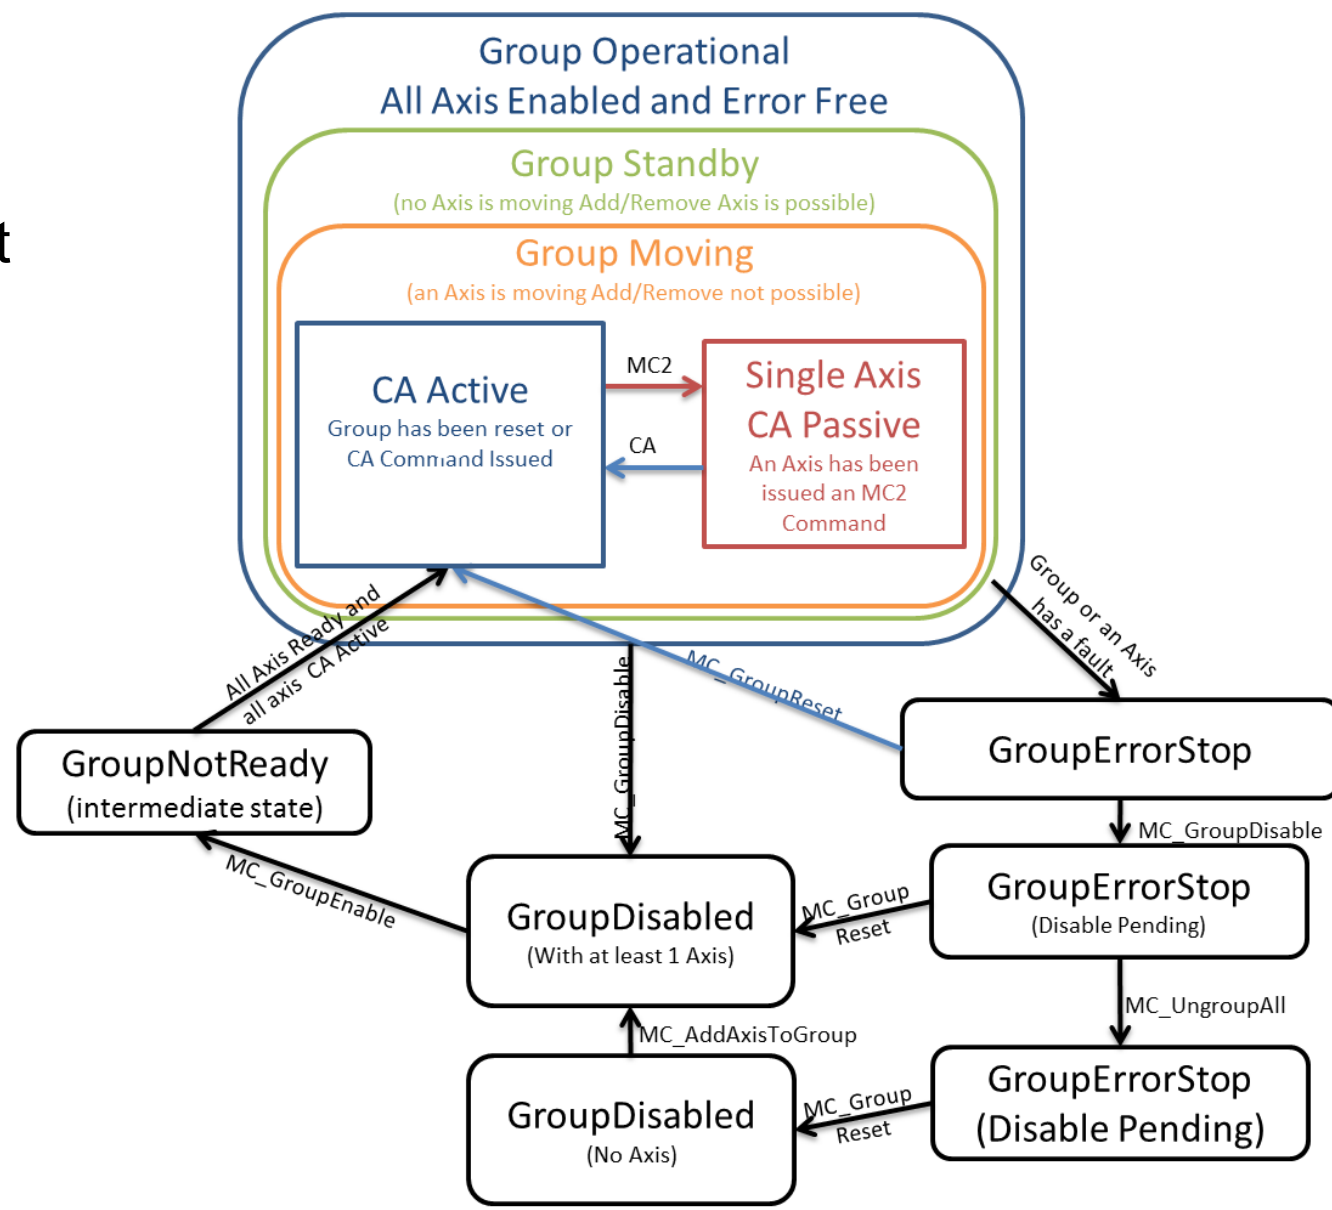 Group Operational
All Axis Enabled and Error Free
Group Standby
(no Axis is moving Add/Remove Axis is possible)
t
Group Moving
(an Axis is moving Add/Remove not possible)
CA Active
Group has been reset or
CA Command Issued
MC2
CA
Single Axis
CA Passive
An Axis has been
issued an MC2
Command
All Axis Ready and
all axis CA Active
MC_GroupDisable
MC_GroupReset
Group or an Axis
has a fault
GroupNotReady
(intermediate state)
GroupErrorStop
MC_GroupDisable
MC_GroupEnable
GroupDisabled
(With at least 1 Axis)
MC_Group
Reset
GroupErrorStop
(Disable Pending)
MC_UngroupAll
MC_AddAxisToGroup
GroupDisabled
(No Axis)
MC_Group
Reset
GroupErrorStop
(Disable Pending)